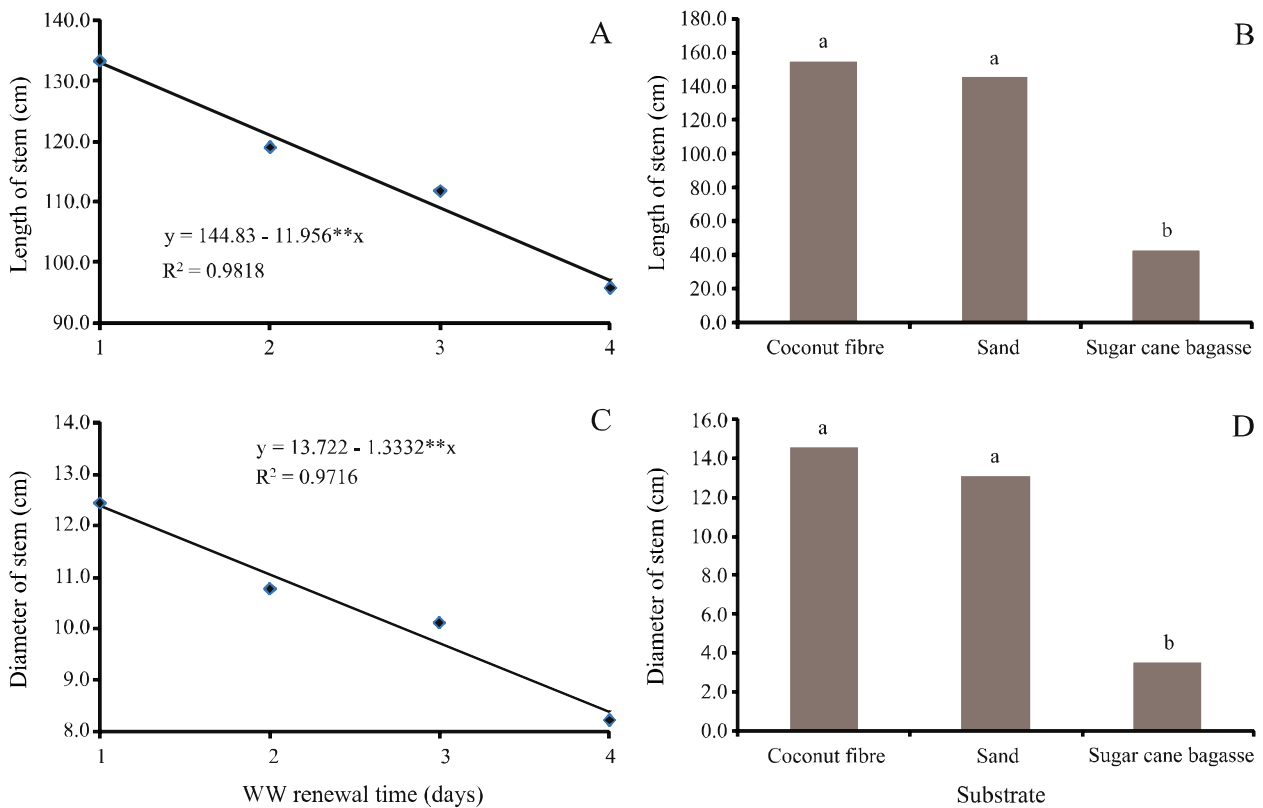 A
Length of stem (cm)
140.0
130.0
120.0
110.0
100.0
90.0
y = 144.83 - 11.956**x
R² = 0.9818
1 2 3 4
B
Length of stem (cm)
180.0
160.0
140.0
120.0
100.0
80.0
60.0
40.0
20.0
0.0
a
a
b
Coconut fibre Sand Sugar cane bagasse
C
Diameter of stem (cm)
14.0
13.0
12.0
11.0
10.0
9.0
8.0
y = 13.722 - 1.3332**x
R² = 0.9716
1 2 3 4
WW renewal time (days)
D
Diameter of stem (cm)
16.0
14.0
12.0
10.0
8.0
6.0
4.0
2.0
0.0
a
a
b
Coconut fibre Sand Sugar cane bagasse
Substrate